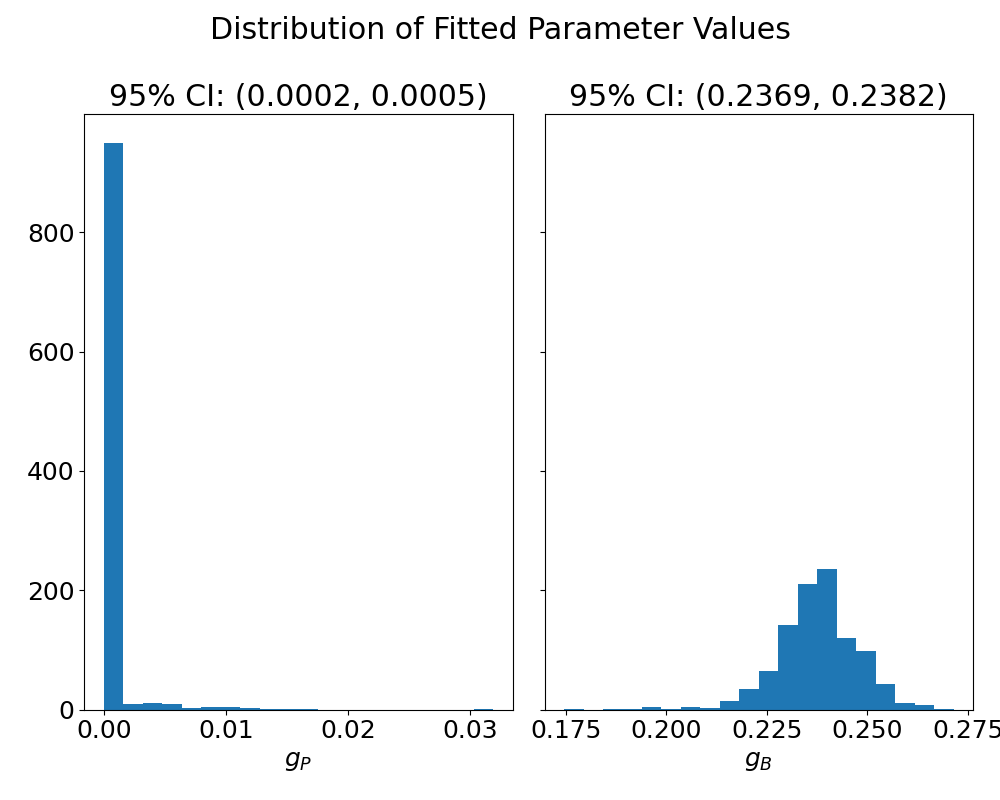 Distribution of Fitted Parameter Values
95% CI: (0.0002, 0.0005)
95% CI: (0.2369, 0.2382)
800
600
400
200
0
0.00 0.01 0.02 0.03
0.175 0.200 0.225 0.250 0.275
g_P
g_B